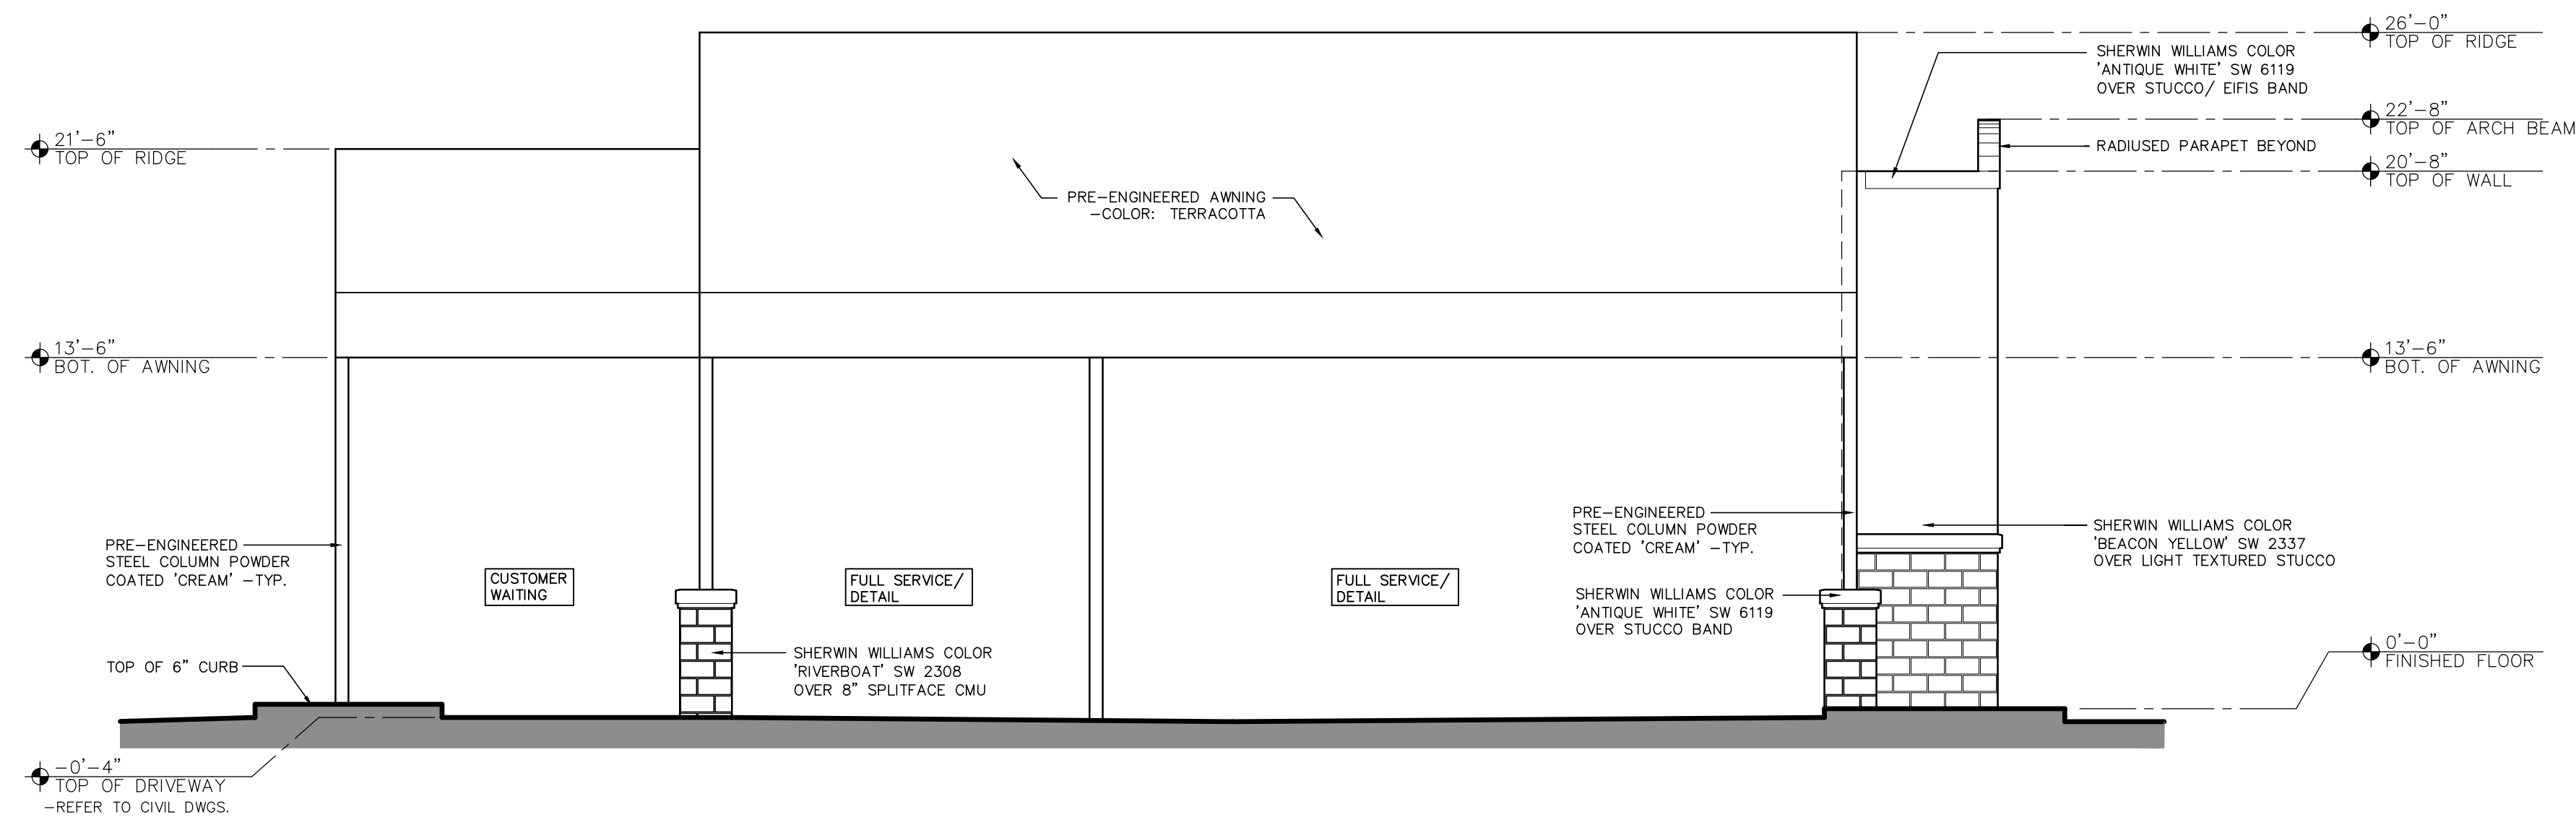 26'-0"
TOP OF RIDGE
SHERWIN WILLIAMS COLOR
'ANTIQUE WHITE' SW 6119
OVER STUCCO/ EIFIS BAND
22'-8"
TOP OF ARCH BEAM
21'-6"
TOP OF RIDGE
RADIUSED PARAPET BEYOND
20'-8"
TOP OF WALL
PRE-ENGINEERED AWNING
-COLOR: TERRACOTTA
13'-6"
BOT. OF AWNING
13'-6"
BOT. OF AWNING
PRE-ENGINEERED
STEEL COLUMN POWDER
COATED 'CREAM' -TYP.
SHERWIN WILLIAMS COLOR
'BEACON YELLOW' SW 2337
OVER LIGHT TEXTURED STUCCO
PRE-ENGINEERED
STEEL COLUMN POWDER
COATED 'CREAM' -TYP.
CUSTOMER
WAITING
FULL SERVICE/
DETAIL
FULL SERVICE/
DETAIL
SHERWIN WILLIAMS COLOR
'ANTIQUE WHITE' SW 6119
OVER STUCCO BAND
SHERWIN WILLIAMS COLOR
'RIVERBOAT' SW 2308
OVER 8" SPLITFACE CMU
TOP OF 6" CURB
0'-0"
FINISHED FLOOR
-0'-4"
TOP OF DRIVEWAY
-REFER TO CIVIL DWGS.